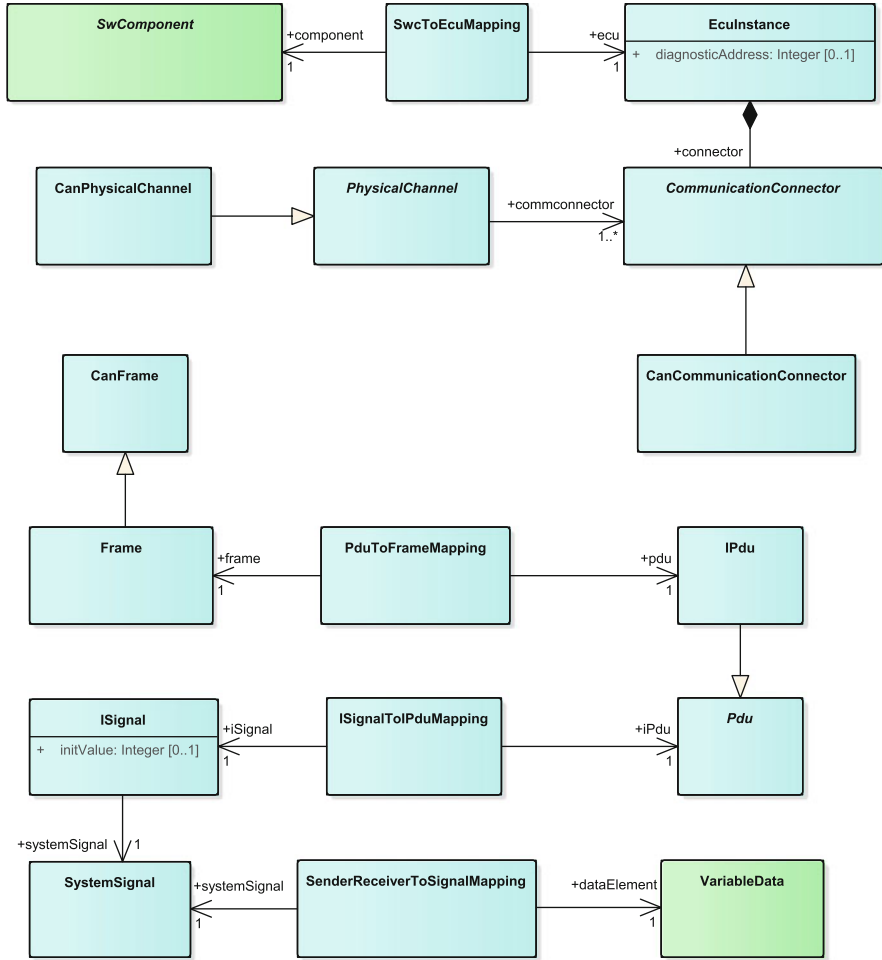 SwComponent
+component
1
SwcToEcuMapping
+ecu
1
EcuInstance
+ diagnosticAddress: Integer [0..1]
+connector
CanPhysicalChannel
PhysicalChannel
+commconnector
1..*
CommunicationConnector
CanFrame
CanCommunicationConnector
Frame
+frame
1
PduToFrameMapping
+pdu
1
IPdu
ISignal
+ initValue: Integer [0..1]
+iSignal
1
ISignalToIPduMapping
+iPdu
1
Pdu
+systemSignal
1
SystemSignal
+systemSignal
1
SenderReceiverToSignalMapping
+dataElement
1
VariableData